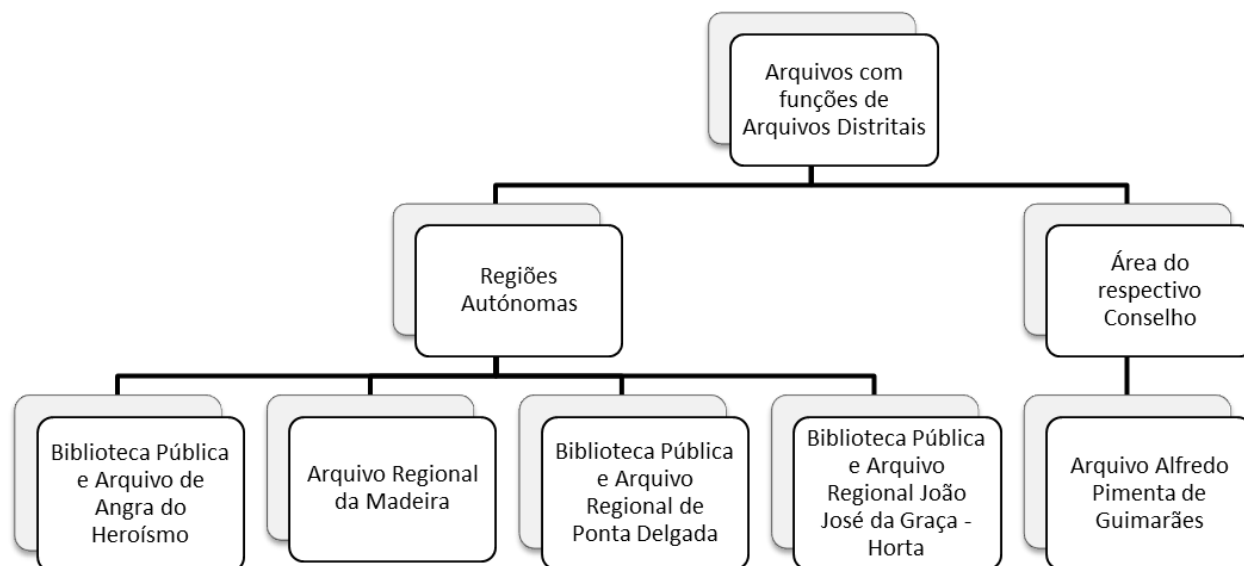 Arquivos com
funções de
Arquivos Distritais
Regiões
Autónomas
Área do
respectivo
Conselho
Biblioteca Pública
e Arquivo de
Angra do
Heroísmo
Arquivo Regional
da Madeira
Biblioteca Pública
e Arquivo
Regional de
Ponta Delgada
Biblioteca Pública
e Arquivo
Regional João
José da Graça -
Horta
Arquivo Alfredo
Pimenta de
Guimarães